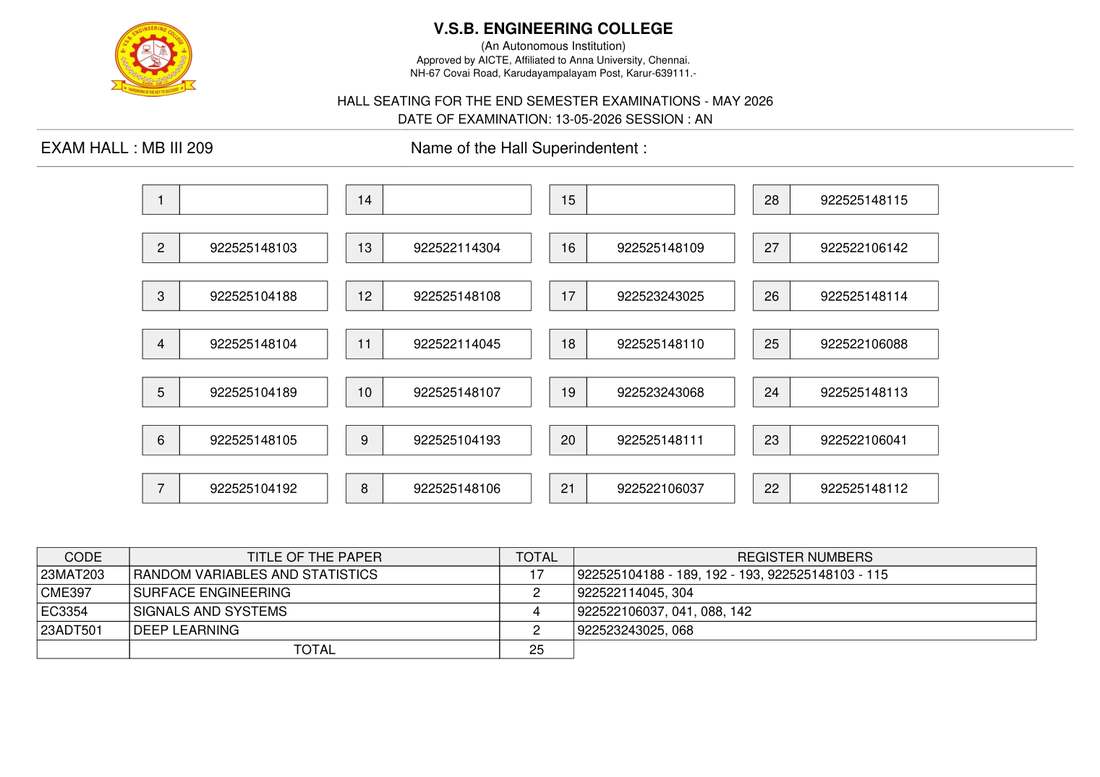 V.S.B. ENGINEERING COLLEGE
(An Autonomous Institution)
Approved by AICTE, Affiliated to Anna University, Chennai.
NH-67 Covai Road, Karudayampalayam Post, Karur-639111.-
HALL SEATING FOR THE END SEMESTER EXAMINATIONS - MAY 2026
DATE OF EXAMINATION: 13-05-2026 SESSION : AN
EXAM HALL : MB III 209 Name of the Hall Superindentent :
1 14 15 28 922525148115
2 922525148103 13 922522114304 16 922525148109 27 922522106142
3 922525104188 12 922525148108 17 922523243025 26 922525148114
4 922525148104 11 922522114045 18 922525148110 25 922522106088
5 922525104189 10 922525148107 19 922523243068 24 922525148113
6 922525148105 9 922525104193 20 922525148111 23 922522106041
7 922525104192 8 922525148106 21 922522106037 22 922525148112
CODE TITLE OF THE PAPER TOTAL REGISTER NUMBERS
23MAT203 RANDOM VARIABLES AND STATISTICS 17 922525104188 - 189, 192 - 193, 922525148103 - 115
CME397 SURFACE ENGINEERING 2 922522114045, 304
EC3354 SIGNALS AND SYSTEMS 4 922522106037, 041, 088, 142
23ADT501 DEEP LEARNING 2 922523243025, 068
TOTAL 25